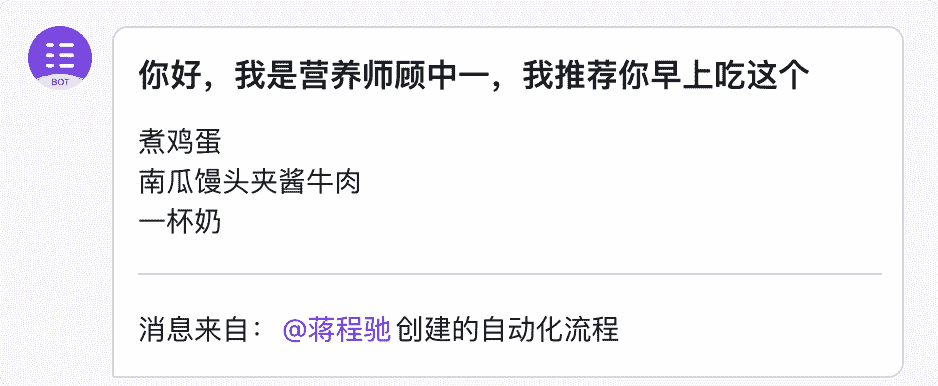 BOT
你好，我是营养师顾中一，我推荐你早上吃这个
煮鸡蛋
南瓜馒头夹酱牛肉
一杯奶
消息来自： @蒋程驰 创建的自动化流程